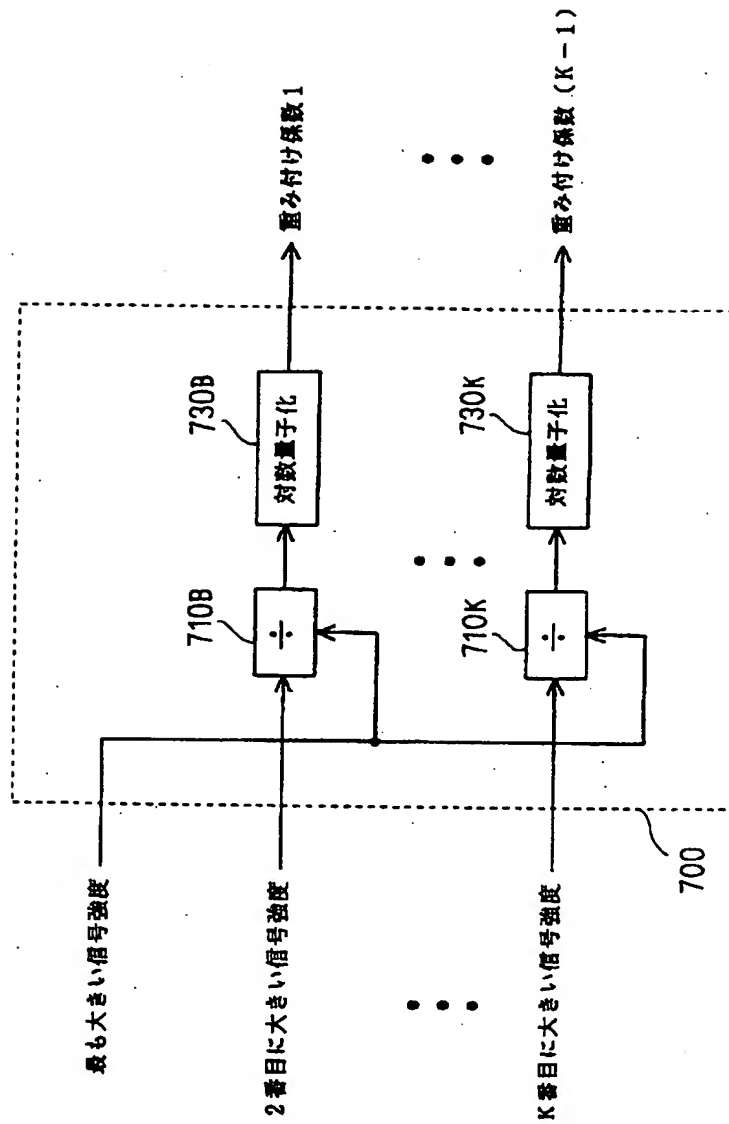 最も大きい信号強度
2番目に大きい信号強度
710B
÷
730B
対数量子化
重み付け係数1
K番目に大きい信号強度
710K
÷
730K
対数量子化
重み付け係数(K-1)
700